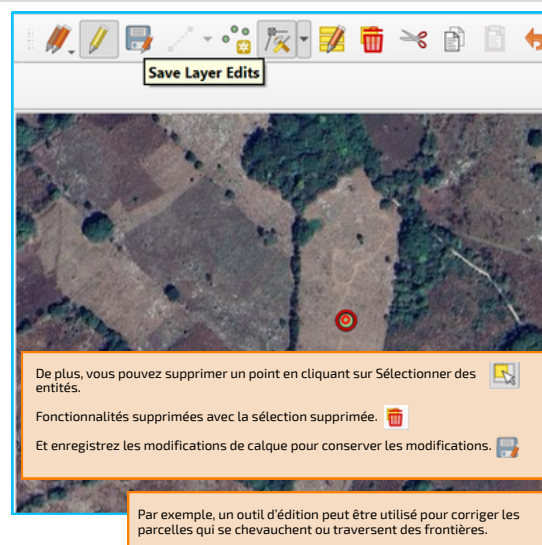 Save Layer Edits
De plus, vous pouvez supprimer un point en cliquant sur Sélectionner des
entités.
Fonctionnalités supprimées avec la sélection supprimée.
Et enregistrez les modifications de calque pour conserver les modifications.
Par exemple, un outil d'édition peut être utilisé pour corriger les
parcelles qui se chevauchent ou traversent des frontières.